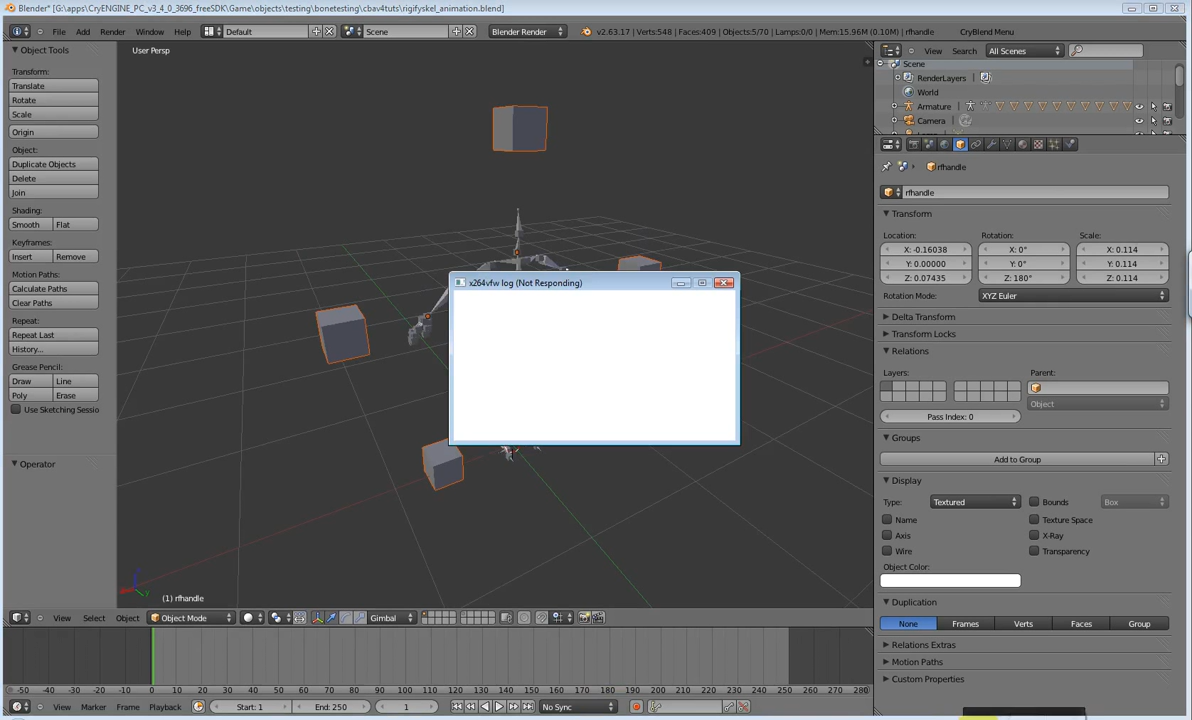 Blender* [G:\apps\CryENGINE_PC_v3_4_0_3696_freeSDK\Game\objects\testing\bonetesting\cbav4tuts\rigifyskel_animation.blend]
File Add Render Window Help Default Scene Blender Render v2.63.17 | Verts:548 | Faces:409 | Objects:5/70 | Lamps:0/0 | Mem:15.96M (0.10M) | rfhandle CryBlend Menu
Object Tools
Transform:
Translate
Rotate
Scale
Origin
Object:
Duplicate Objects
Delete
Join
Shading:
Smooth Flat
Keyframes:
Insert Remove
Motion Paths:
Calculate Paths
Clear Paths
Repeat:
Repeat Last
History...
Grease Pencil:
Draw Line
Poly Erase
Use Sketching Sessio
Operator
User Persp
x264vfw log (Not Responding)
(1) rfhandle
View Select Object Object Mode Gimbal
-50 -40 -30 -20 -10 0 10 20 30 40 50 60 70 80 90 100 110 120 130 140 150 160 170 180 190 200 210 220 230 240 250 260 270 280
View Marker Frame Playback Start: 1 End: 250 1 No Sync
View Search All Scenes
Scene
RenderLayers
World
Armature
Camera
rfhandle
rfhandle
Transform
Location: Rotation: Scale:
X: -0.16038 X: 0° X: 0.114
Y: 0.00000 Y: 0° Y: 0.114
Z: 0.07435 Z: 180° Z: 0.114
Rotation Mode: XYZ Euler
Delta Transform
Transform Locks
Relations
Layers: Parent:
Object
Pass Index: 0
Groups
Add to Group
Display
Type: Textured Bounds Box
Name Texture Space
Axis X-Ray
Wire Transparency
Object Color:
Duplication
None Frames Verts Faces Group
Relations Extras
Motion Paths
Custom Properties